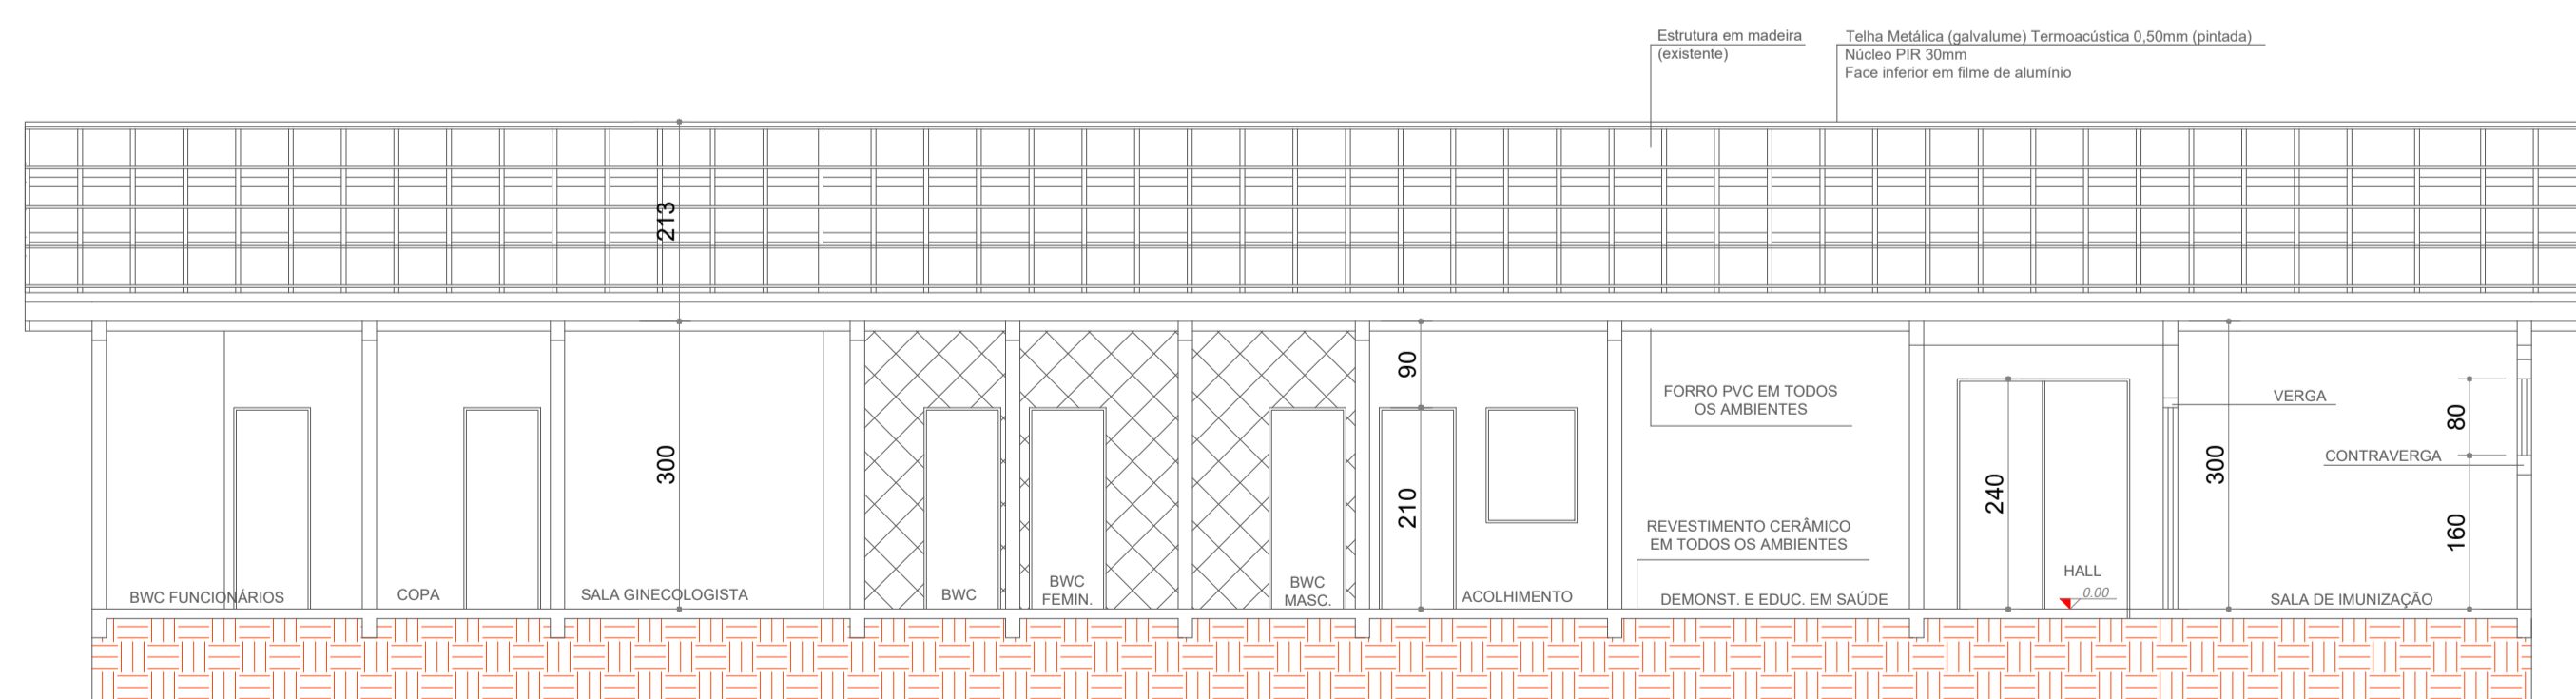 Estrutura em madeira
(existente)
Telha Metálica (galvalume) Termoacústica 0,50mm (pintada)
Núcleo PIR 30mm
Face inferior em filme de alumínio
213
300
90
210
FORRO PVC EM TODOS
OS AMBIENTES
REVESTIMENTO CERÂMICO
EM TODOS OS AMBIENTES
240
300
VERGA
CONTRAVERGA
80
160
BWC FUNCIONÁRIOS
COPA
SALA GINECOLOGISTA
BWC
BWC
FEMIN.
BWC
MASC.
ACOLHIMENTO
DEMONST. E EDUC. EM SAÚDE
HALL
0.00
SALA DE IMUNIZAÇÃO